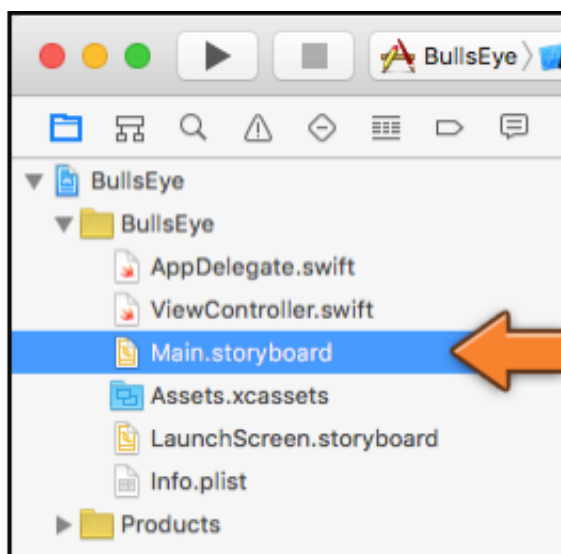 BullsEye
BullsEye
BullsEye
AppDelegate.swift
ViewController.swift
Main.storyboard
Assets.xcassets
LaunchScreen.storyboard
Info.plist
Products